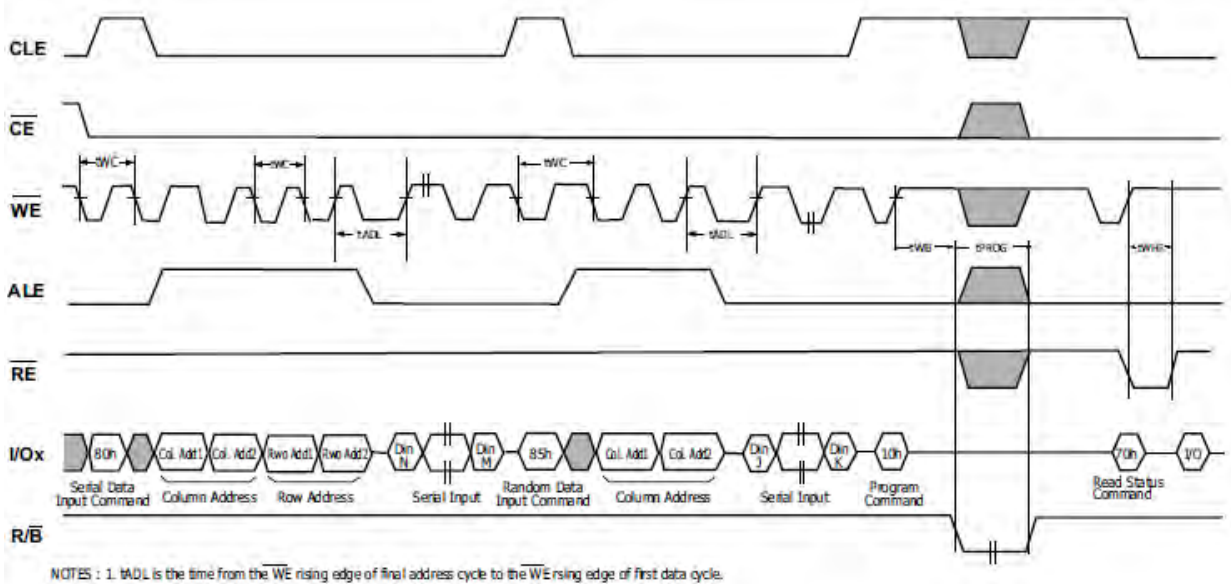 CLE
CE
tWC tWC tWC
WE
tADL tADL tWB tPROG tWHR
ALE
RE
I/Ox 80h Col. Add1 Col. Add2 Rwo Add1 Rwo Add2 Din N Din M 85h Col. Add1 Col. Add2 Din J Din K 10h 70h I/O
Serial Data Input Command Column Address Row Address Serial Input Random Data Input Command Column Address Serial Input Program Command Read Status Command
R/B
NOTES : 1. tADL is the time from the WE rising edge of final address cycle to the WE rsing edge of first data cycle.